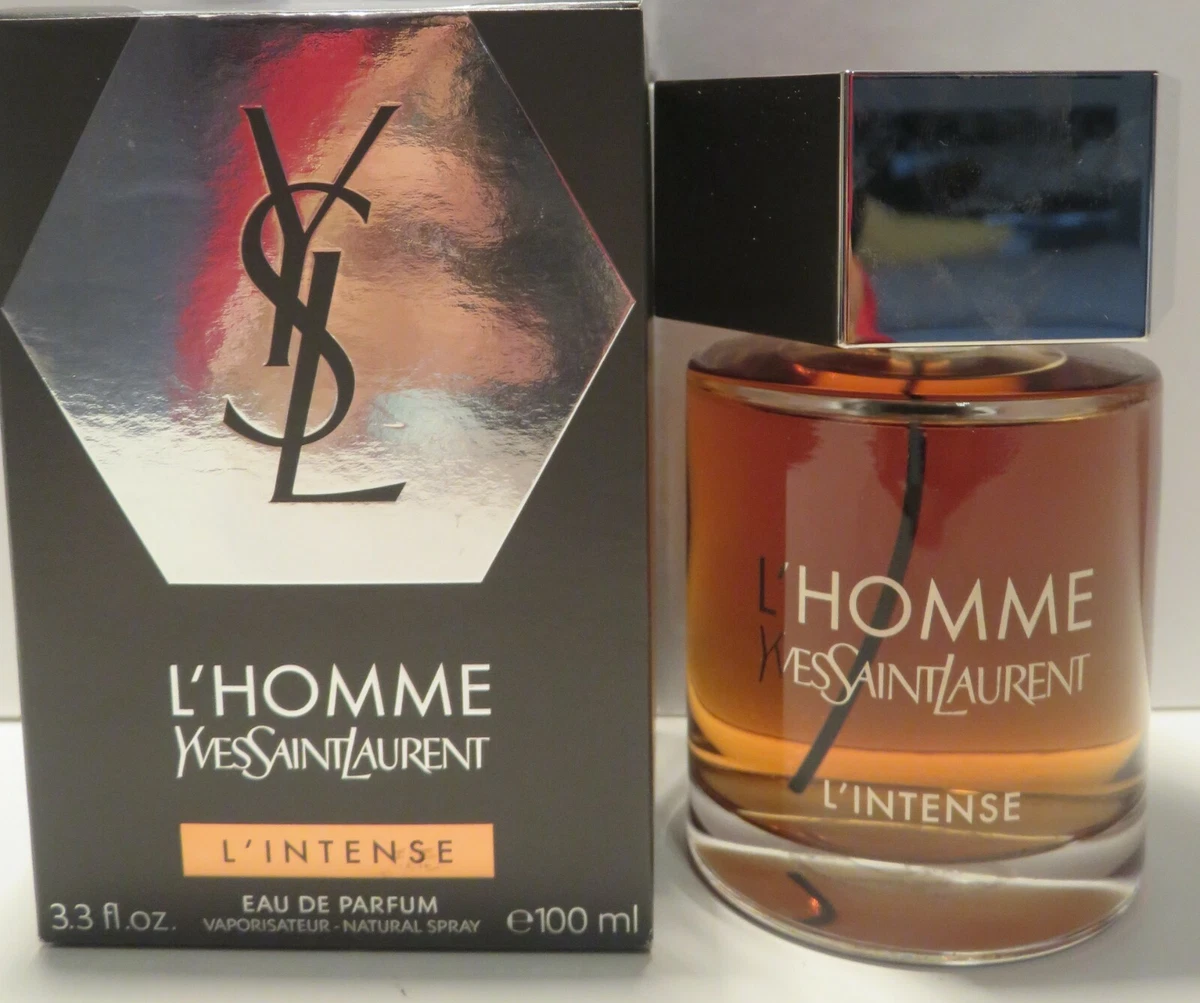 YSL
L'HOMME
YVESSAINTLAURENT
L'INTENSE
EAU DE PARFUM
VAPORISATEUR - NATURAL SPRAY
3.3 fl.oz.
℮100 ml
L'HOMME
YVESSAINTLAURENT
L'INTENSE